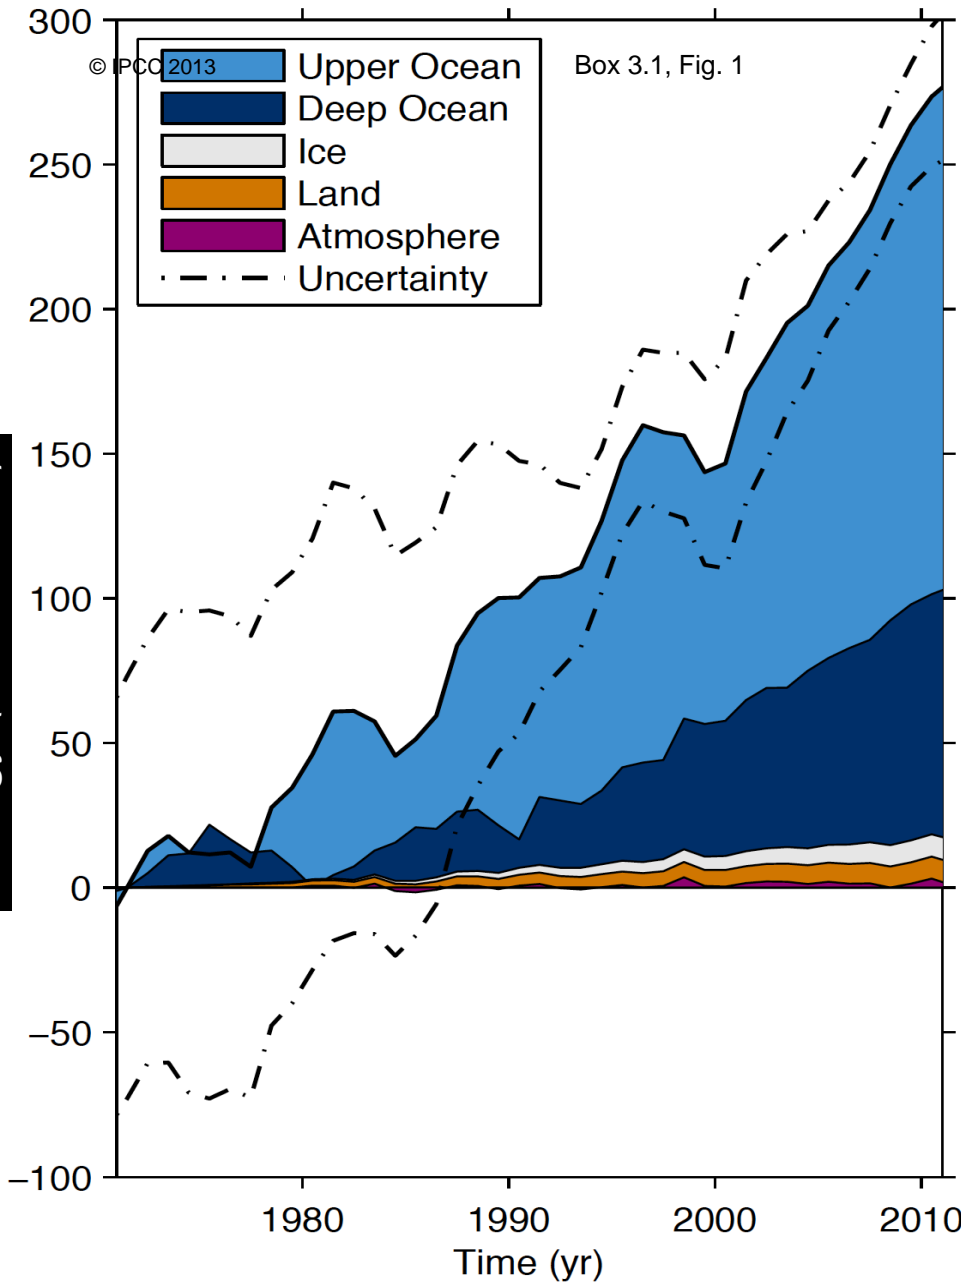 300
250
200
150
100
50
0
−50
−100
© IPCC 2013
Box 3.1, Fig. 1
Upper Ocean
Deep Ocean
Ice
Land
Atmosphere
Uncertainty
1980 1990 2000 2010
Time (yr)